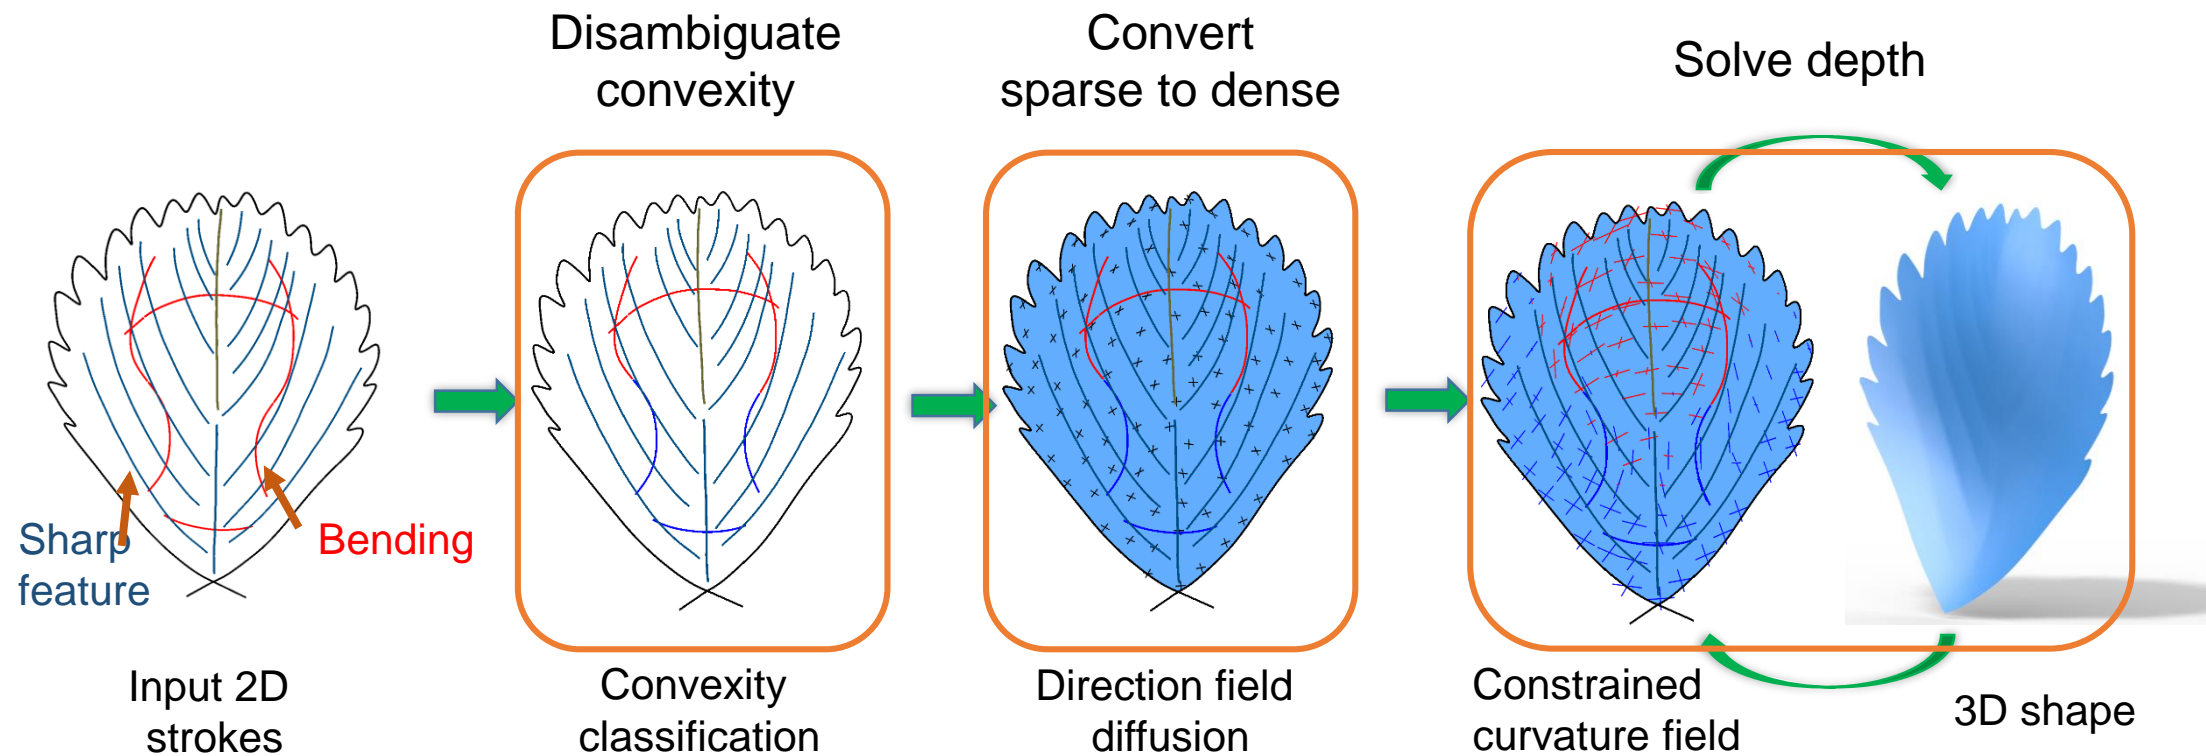 Disambiguate
convexity
Convert
sparse to dense
Solve depth
Sharp
feature
Bending
Input 2D
strokes
Convexity
classification
Direction field
diffusion
Constrained
curvature field
3D shape